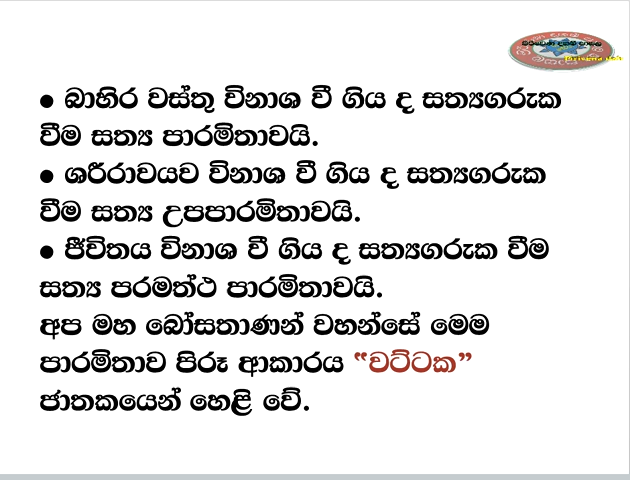 ● බාහිර වස්තු විනාශ වී ගිය ද සත්‍යගරුක
වීම සත්‍ය පාරමිතාවයි.
● ශරීරාවයව විනාශ වී ගිය ද සත්‍යගරුක
වීම සත්‍ය උපපාරමිතාවයි.
● ජීවිතය විනාශ වී ගිය ද සත්‍යගරුක වීම
සත්‍ය පරමත්ථ පාරමිතාවයි.
අප මහ බෝසතාණන් වහන්සේ මෙම
පාරමිතාව පිරූ ආකාරය “වට්ටක”
ජාතකයෙන් හෙළි වේ.